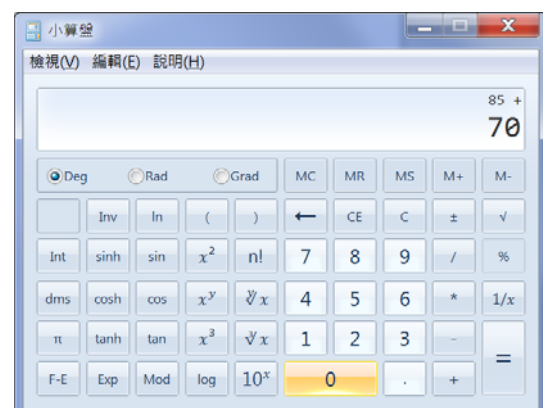 小算盤
檢視(V) 編輯(E) 說明(H)
85 +
70
Deg Rad Grad MC MR MS M+ M-
Inv ln ( ) ← CE C ± √
Int sinh sin x² n! 7 8 9 / %
dms cosh cos xʸ ʸ√x 4 5 6 * 1/x
π tanh tan x³ ³√x 1 2 3 - =
F-E Exp Mod log 10ˣ 0 . +